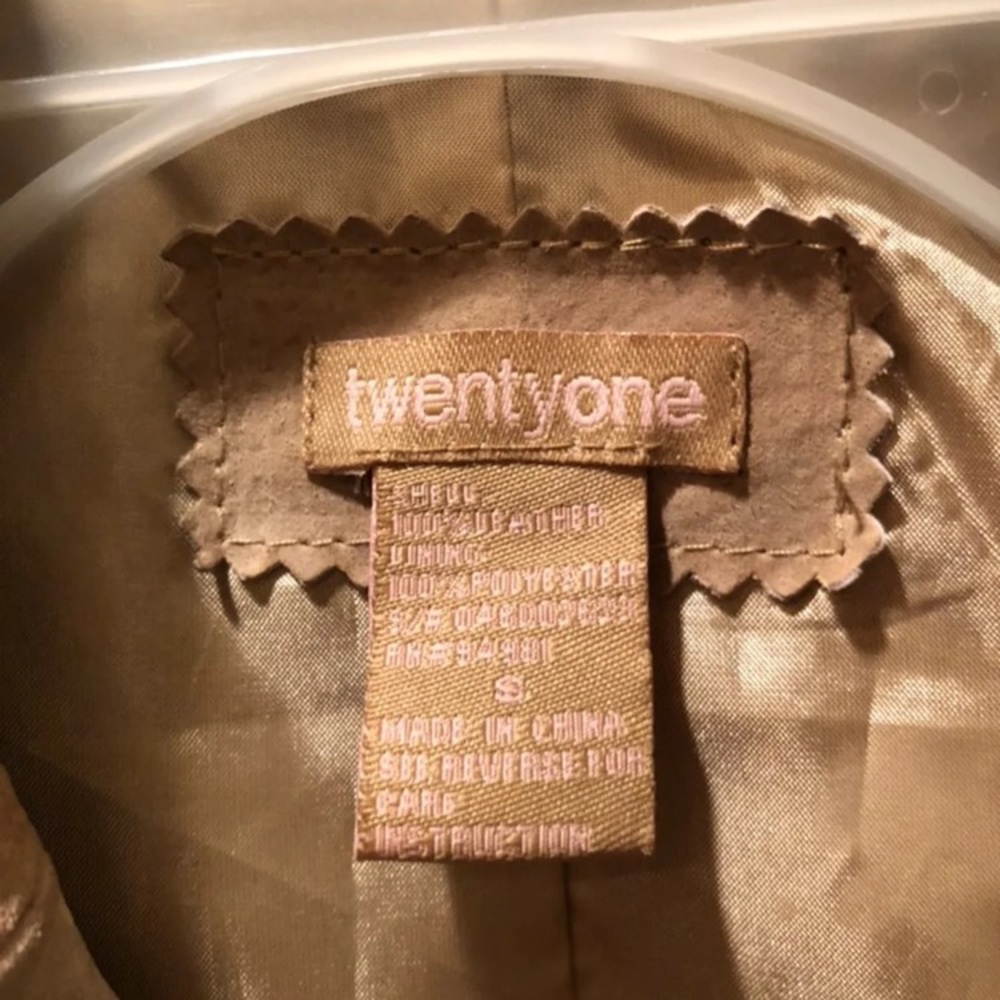 twentyone
SHELL
100%LEATHER
LINING
100%POLYESTER
S/#
RN#94981
S
MADE IN CHINA
SEE REVERSE FOR
CARE
INSTRUCTION